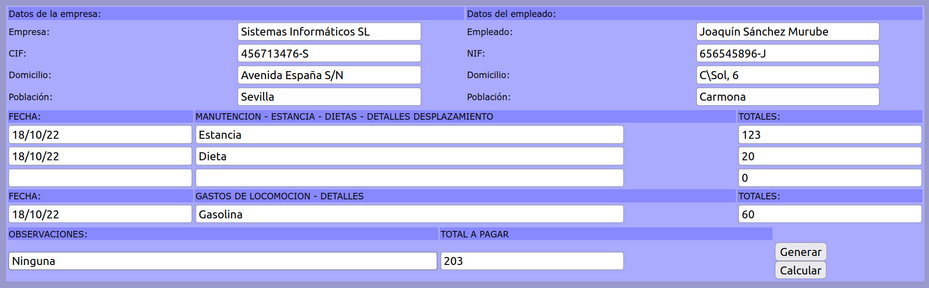 Datos de la empresa: Datos del empleado:
Empresa: Sistemas Informáticos SL Empleado: Joaquín Sánchez Murube
CIF: 456713476-S NIF: 656545896-J
Domicilio: Avenida España S/N Domicilio: C\Sol, 6
Población: Sevilla Población: Carmona
FECHA: MANUTENCION - ESTANCIA - DIETAS - DETALLES DESPLAZAMIENTO TOTALES:
18/10/22 Estancia 123
18/10/22 Dieta 20
0
FECHA: GASTOS DE LOCOMOCION - DETALLES TOTALES:
18/10/22 Gasolina 60
OBSERVACIONES: TOTAL A PAGAR
Ninguna 203 Generar
Calcular